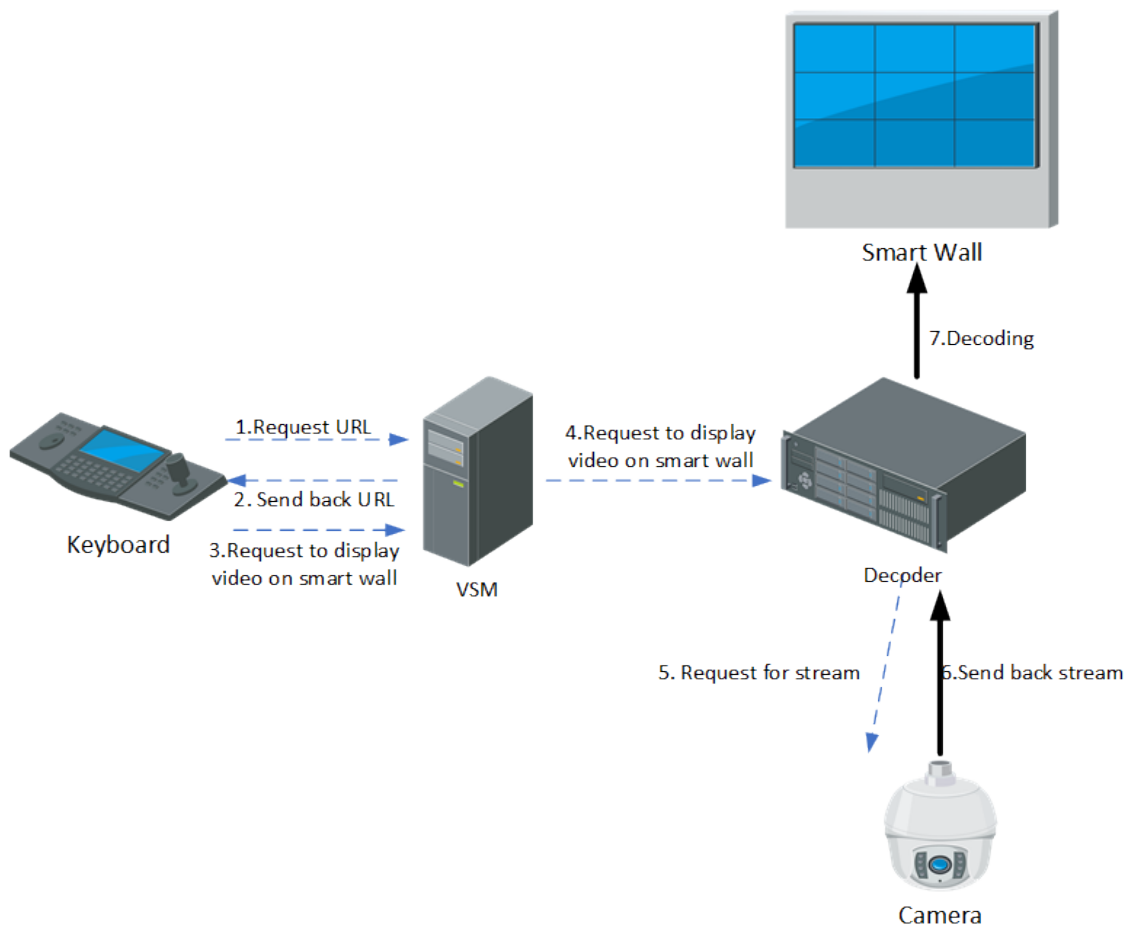 Smart Wall
7.Decoding
1.Request URL
4.Request to display
video on smart wall
2. Send back URL
Keyboard
3.Request to display
video on smart wall
VSM
Decoder
5. Request for stream
6.Send back stream
Camera